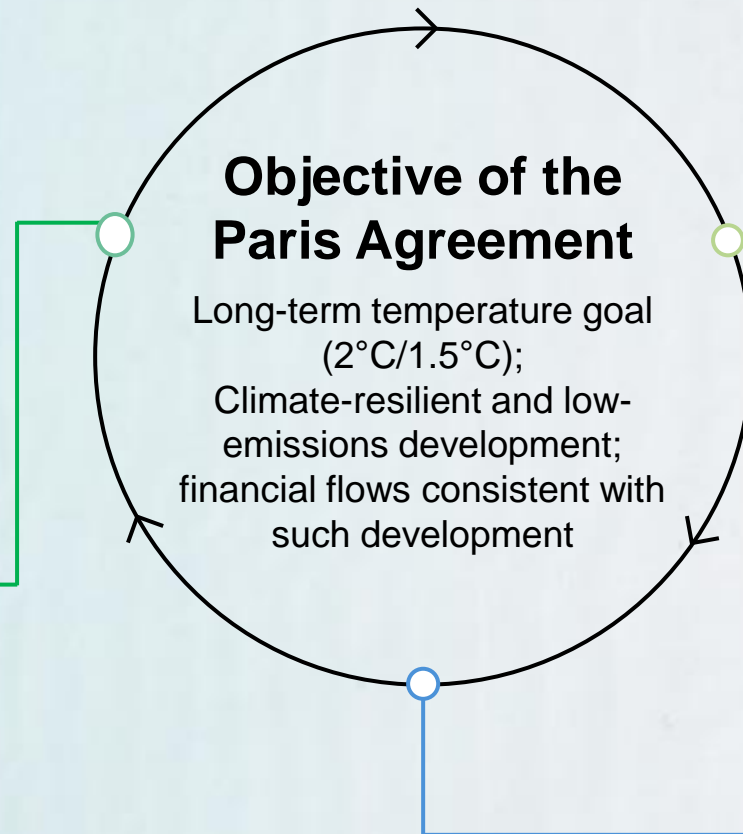 Objective of the
Paris Agreement
Long-term temperature goal
(2°C/1.5°C);
Climate-resilient and low-
emissions development;
financial flows consistent with
such development